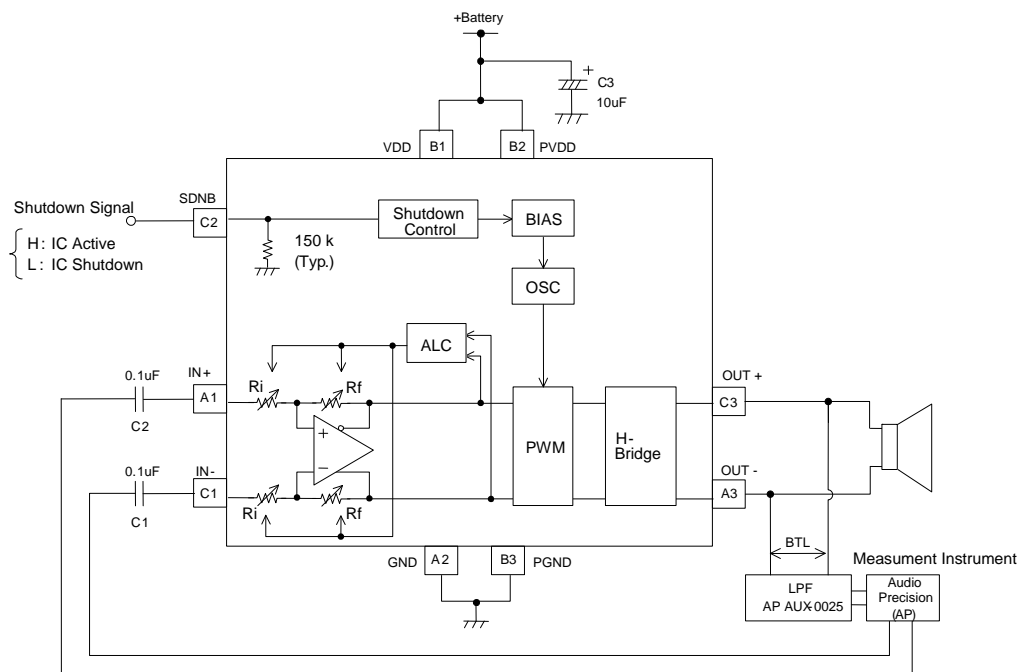 +Battery
+
C3
10uF
VDD
B1
B2
PVDD
SDNB
Shutdown Signal
C2
H : IC Active
L : IC Shutdown
150 k
(Typ.)
Shutdown
Control
BIAS
OSC
ALC
0.1uF
IN+
A1
C2
Ri
Rf
+
−
PWM
H-
Bridge
OUT +
C3
0.1uF
IN-
C1
C1
Ri
Rf
OUT -
A3
GND
A2
B3
PGND
BTL
Measument Instrument
LPF
AP AUX-0025
Audio
Precision
(AP)